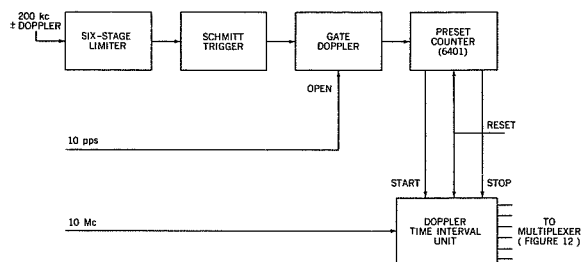 200 kc
± DOPPLER
SIX-STAGE
LIMITER
SCHMITT
TRIGGER
GATE
DOPPLER
PRESET
COUNTER
(6401)
OPEN
10 pps
RESET
START
STOP
10 Mc
DOPPLER
TIME INTERVAL
UNIT
TO
MULTIPLEXER
( FIGURE 12 )